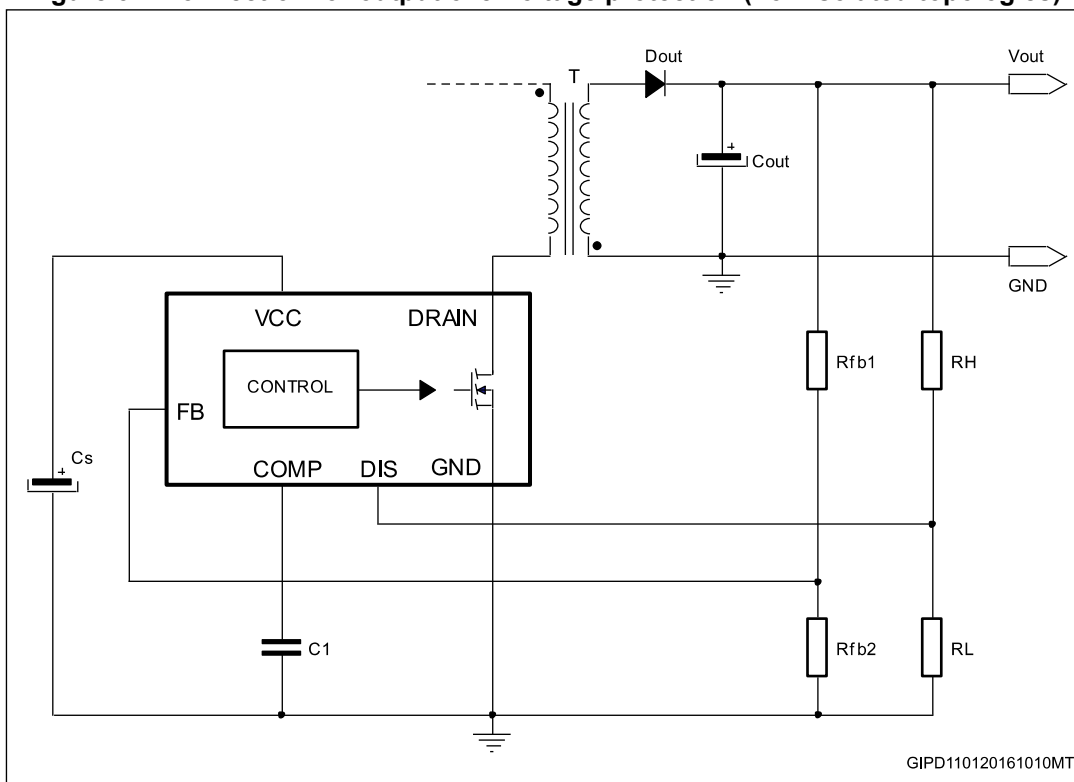 Dout
Vout
T
+
Cout
GND
VCC
DRAIN
Rfb1
RH
CONTROL
FB
Cs
+
COMP
DIS
GND
C1
Rfb2
RL
GIPD110120161010MT